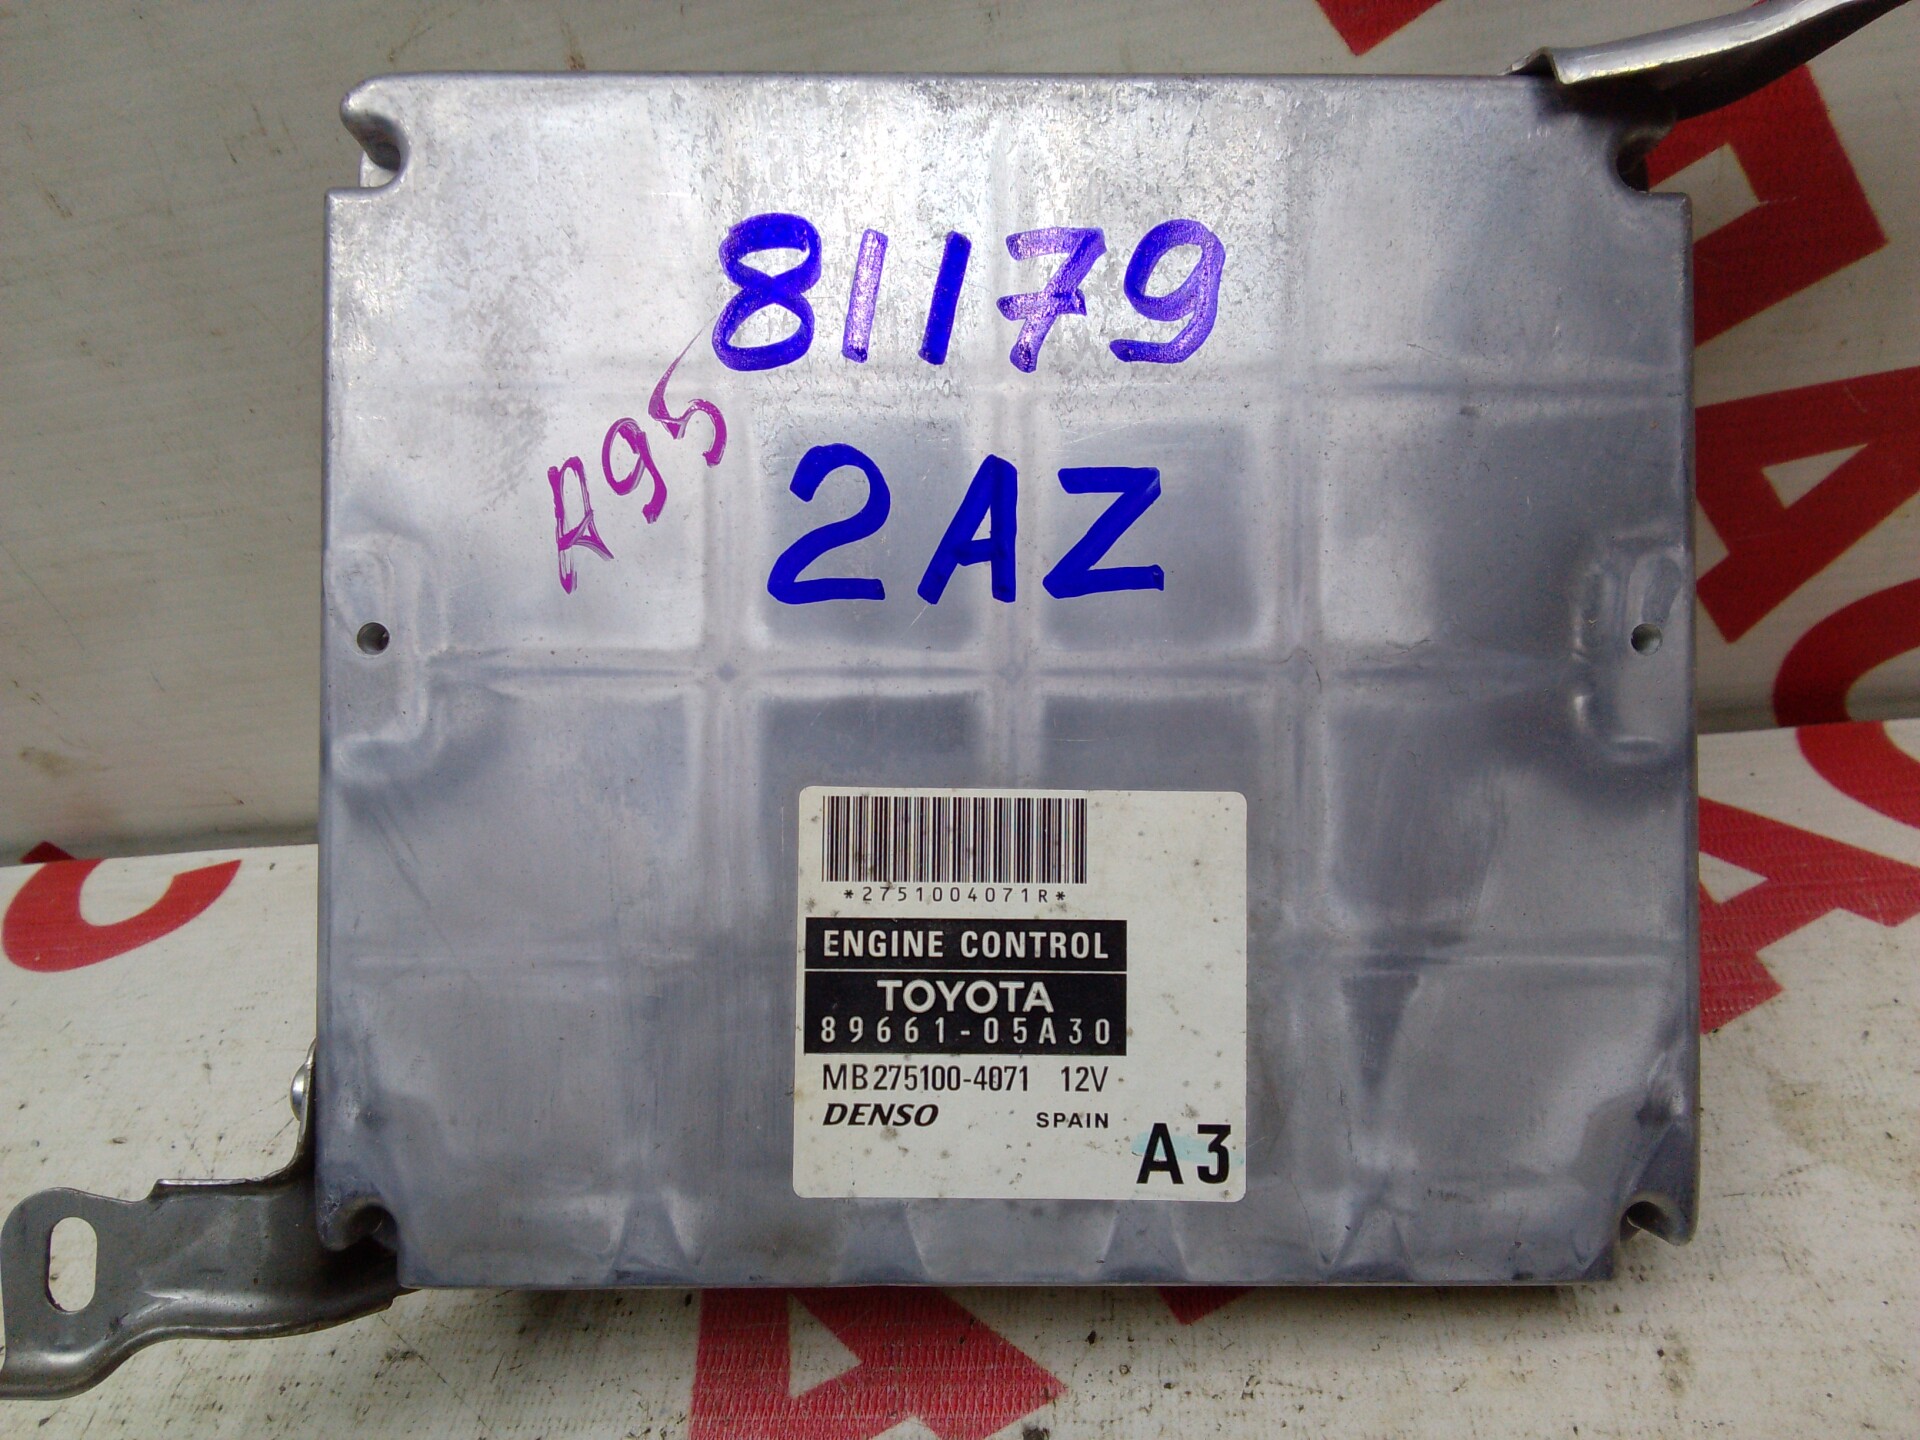 81179
A95
2AZ
*2751004071R*
ENGINE CONTROL
TOYOTA
89661-05A30
MB275100-4071 12V
DENSO SPAIN
A3